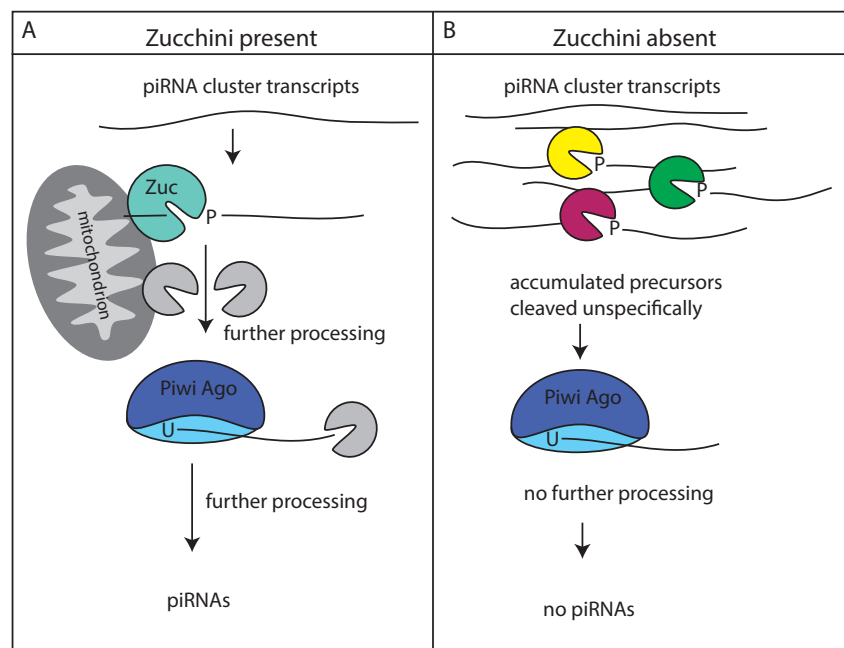 A
Zucchini present
piRNA cluster transcripts
Zuc
P
mitochondrion
further processing
Piwi Ago
U
further processing
piRNAs
B
Zucchini absent
piRNA cluster transcripts
P
P
P
accumulated precursors
cleaved unspecifically
Piwi Ago
U
no further processing
no piRNAs